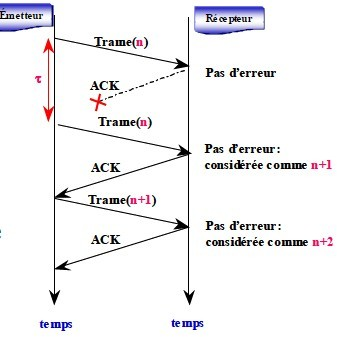 Émetteur
Récepteur
Trame(n)
ACK
Pas d'erreur
τ
Trame(n)
Pas d'erreur:
considérée comme n+1
ACK
Trame(n+1)
Pas d'erreur:
considérée comme n+2
ACK
temps
temps